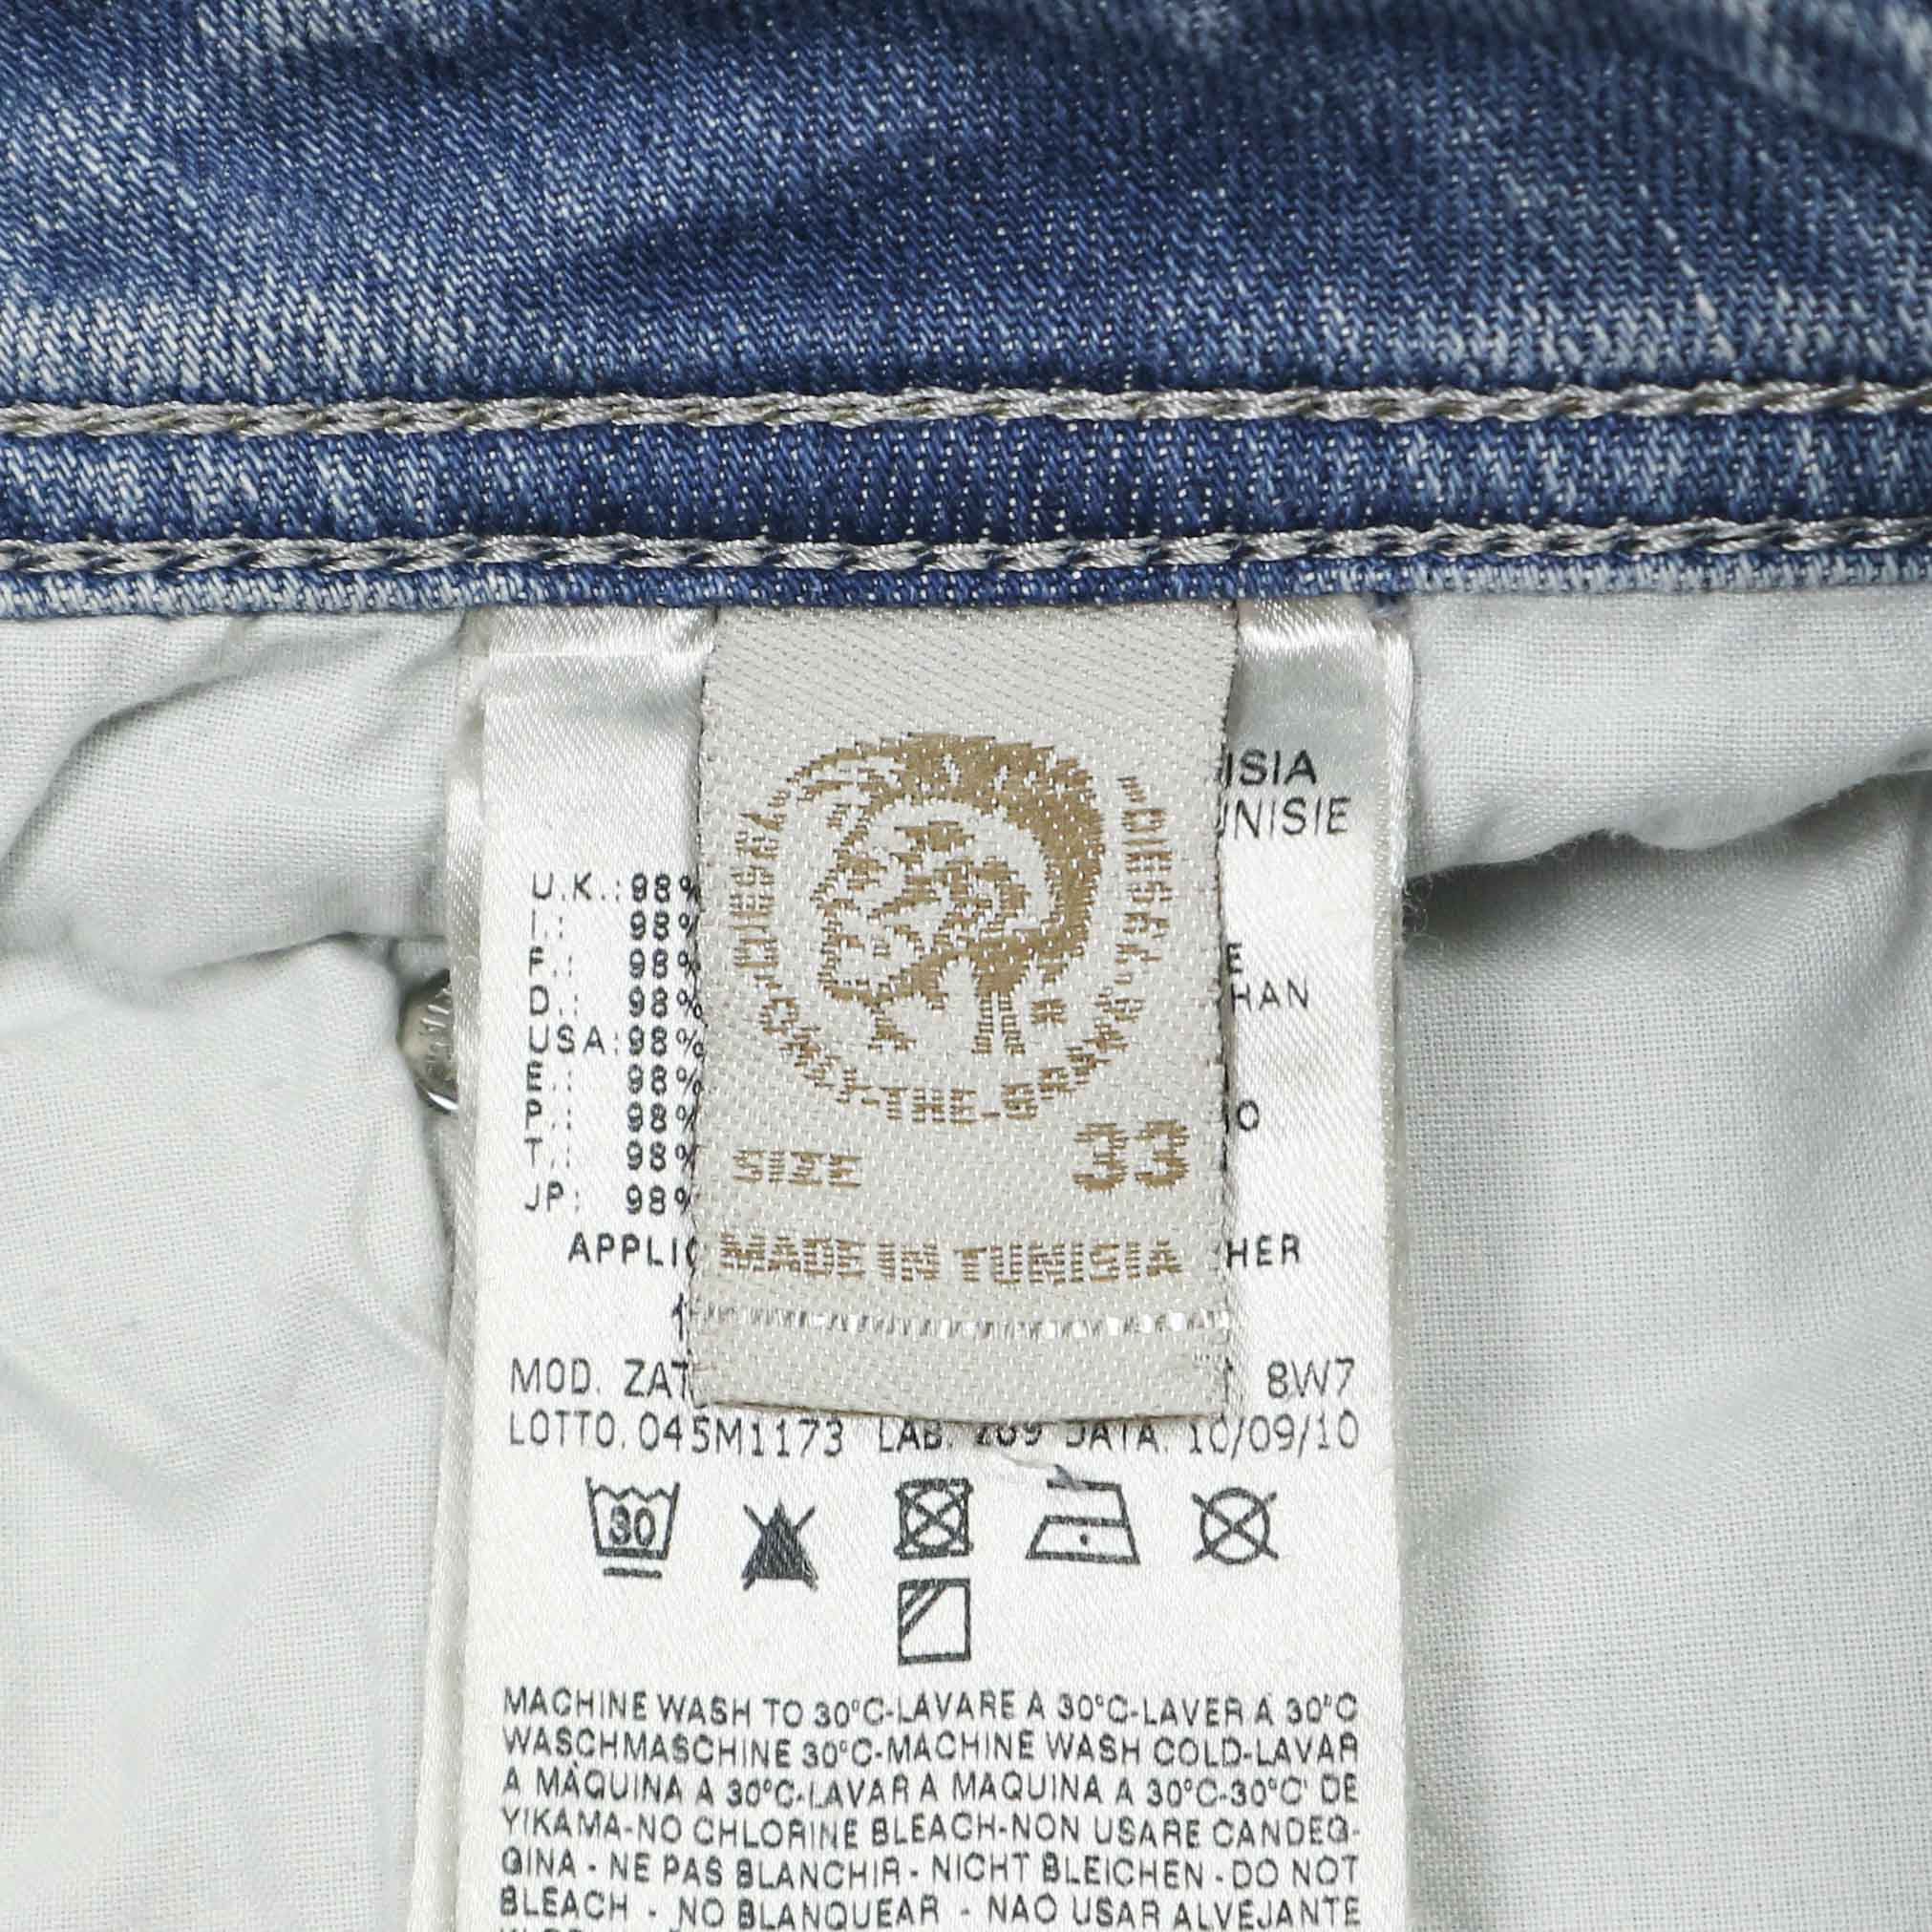 ISIA
UNISIE
DIESEL
ONLY-THE-BRAVE
U.K.:98%
I.: 98%
F.: 98%
E
D.: 98%
HAN
USA:98%
E.: 98%
P.: 98%
IO
T.: 98%
JP: 98%
SIZE 33
APPLIC
HER
MADE IN TUNISIA
MOD. ZAT
8W7
LOTTO. 045M1173 LAB. 209 DATA. 10/09/10
30
MACHINE WASH TO 30°C-LAVARE A 30°C-LAVER A 30°C
WASCHMASCHINE 30°C-MACHINE WASH COLD-LAVAR
A MAQUINA A 30°C-LAVAR A MAQUINA A 30°C-30°C' DE
YIKAMA-NO CHLORINE BLEACH-NON USARE CANDEG-
GINA - NE PAS BLANCHIR - NICHT BLEICHEN - DO NOT
BLEACH - NO BLANQUEAR - NAO USAR ALVEJANTE